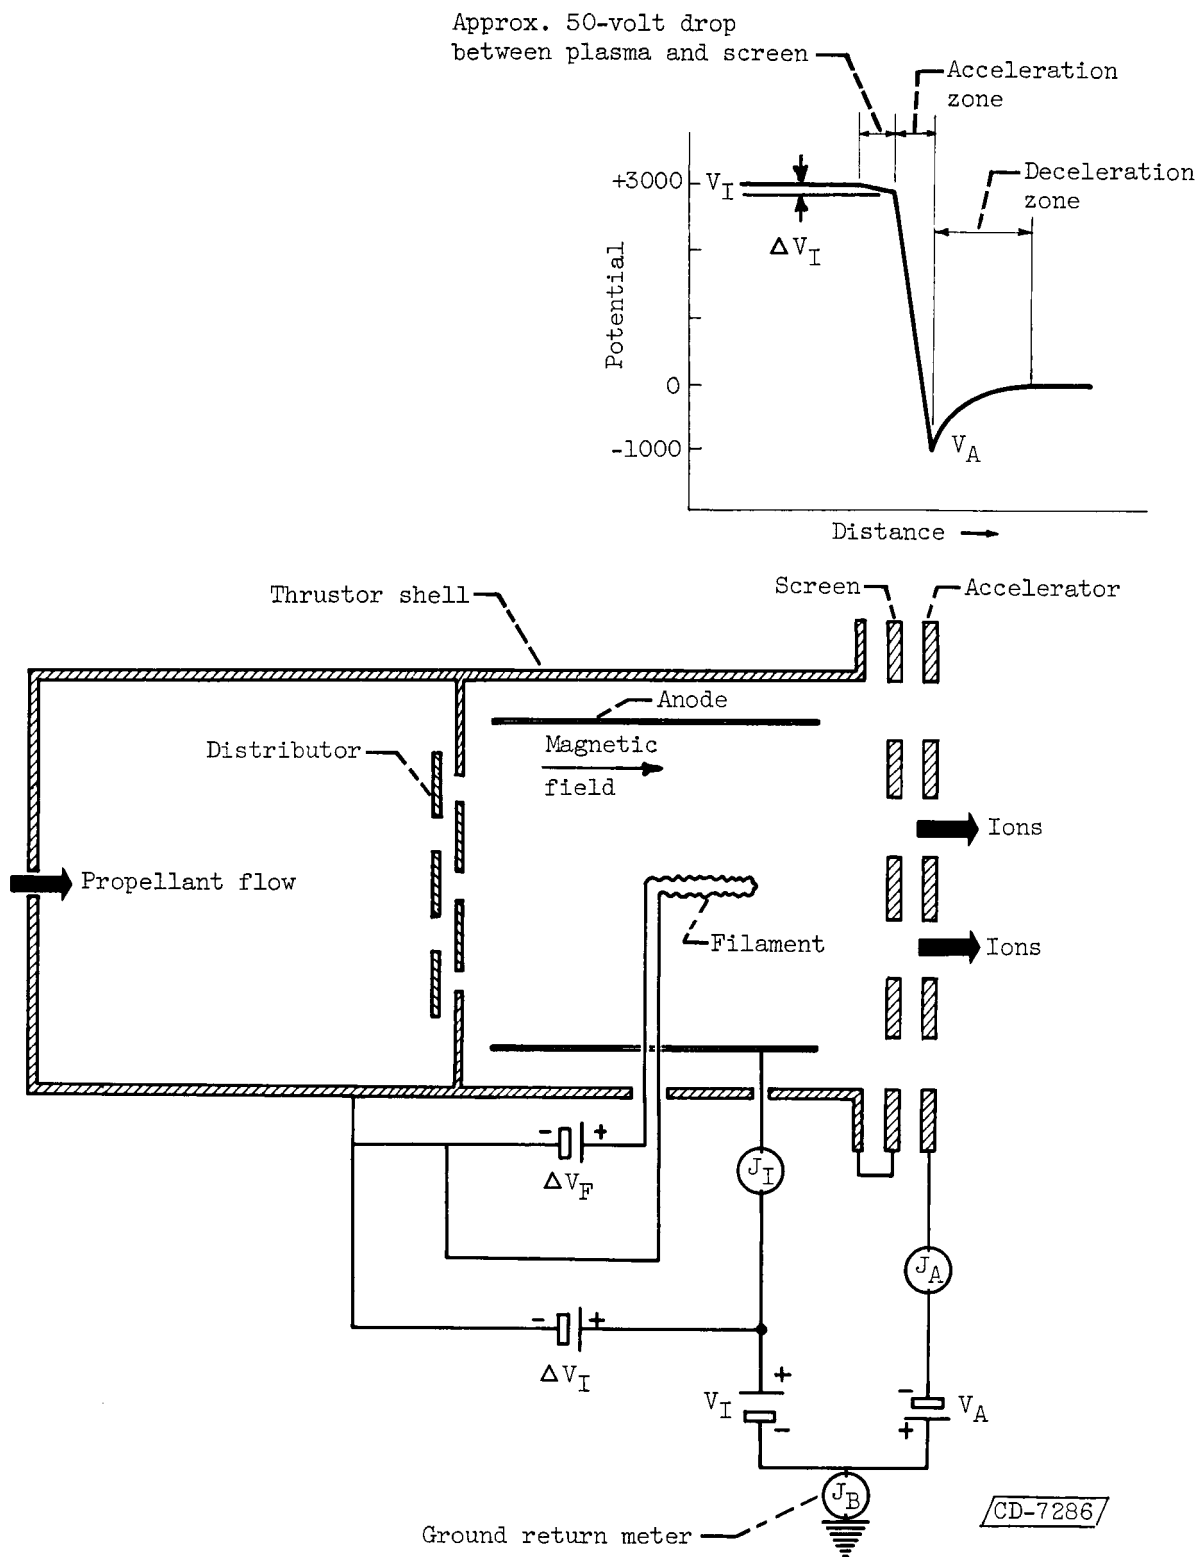 Approx. 50-volt drop
between plasma and screen
Acceleration
zone
+3000
V_I
Deceleration
zone
ΔV_I
Potential
0
-1000
V_A
Distance
Thrustor shell
Screen
Accelerator
Anode
Distributor
Magnetic
field
Ions
Propellant flow
Filament
Ions
- +
ΔV_F
J_I
J_A
- +
ΔV_I
+
V_I
-
-
V_A
+
J_B
CD-7286
Ground return meter